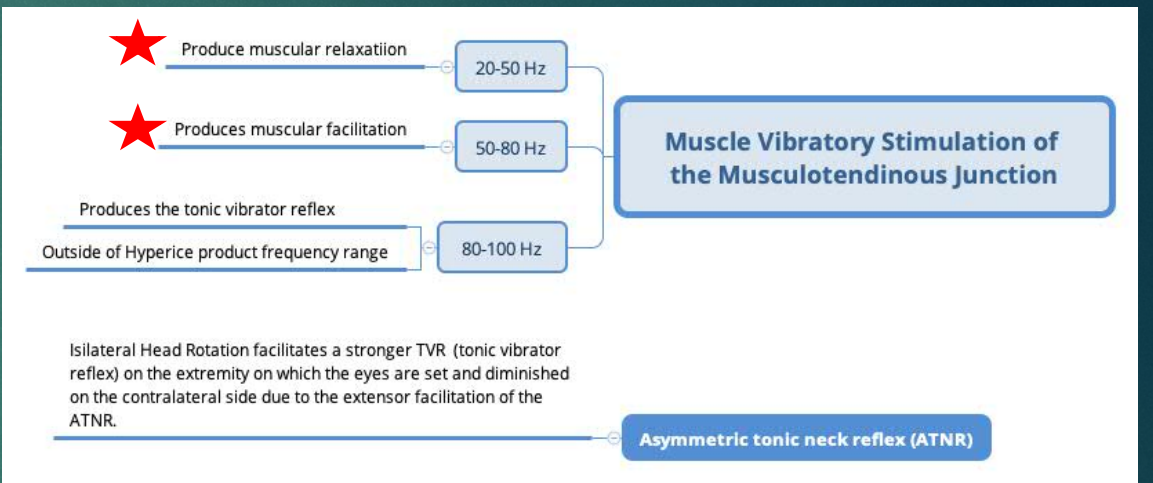 Produce muscular relaxatiion
20-50 Hz
Produces muscular facilitation
50-80 Hz
Muscle Vibratory Stimulation of
the Musculotendinous Junction
Produces the tonic vibrator reflex
Outside of Hyperice product frequency range
80-100 Hz
Isilateral Head Rotation facilitates a stronger TVR (tonic vibrator
reflex) on the extremity on which the eyes are set and diminished
on the contralateral side due to the extensor facilitation of the
ATNR.
Asymmetric tonic neck reflex (ATNR)